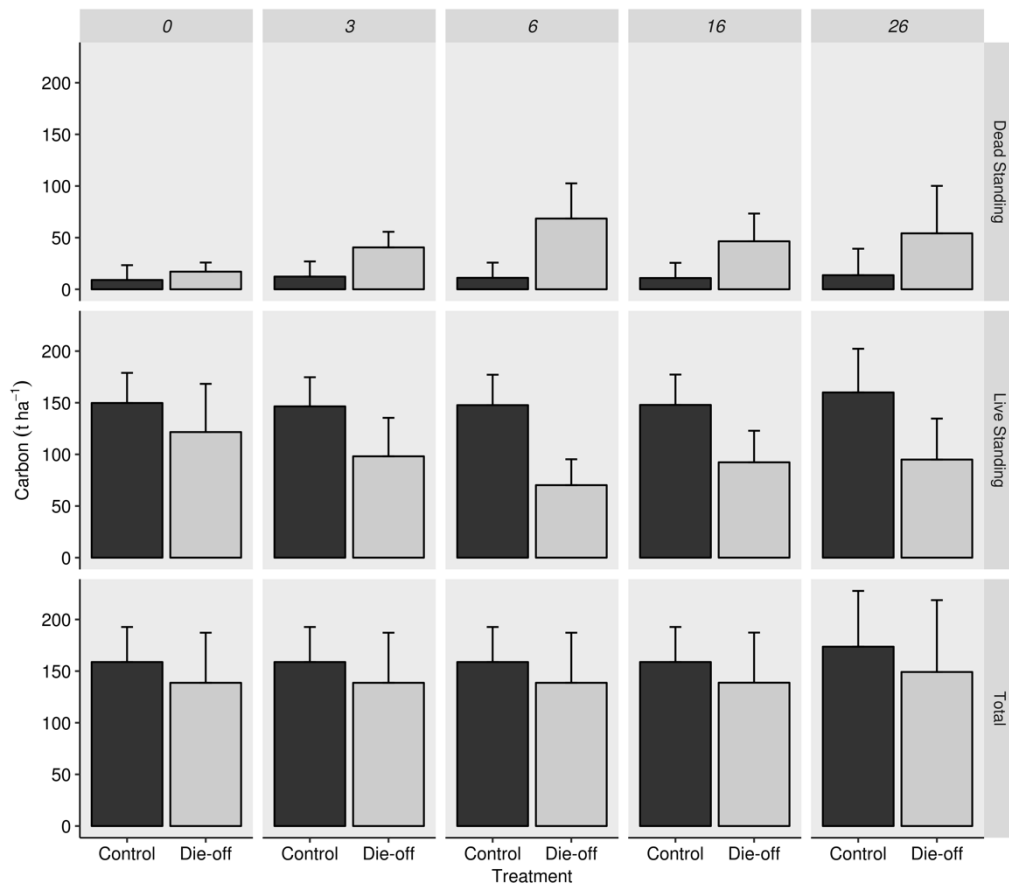 0 3 6 16 26
200
150
100
50
0
Dead Standing
200
150
100
50
0
Live Standing
Carbon (t ha⁻¹)
200
150
100
50
0
Total
Control Die-off Control Die-off Control Die-off Control Die-off Control Die-off
Treatment